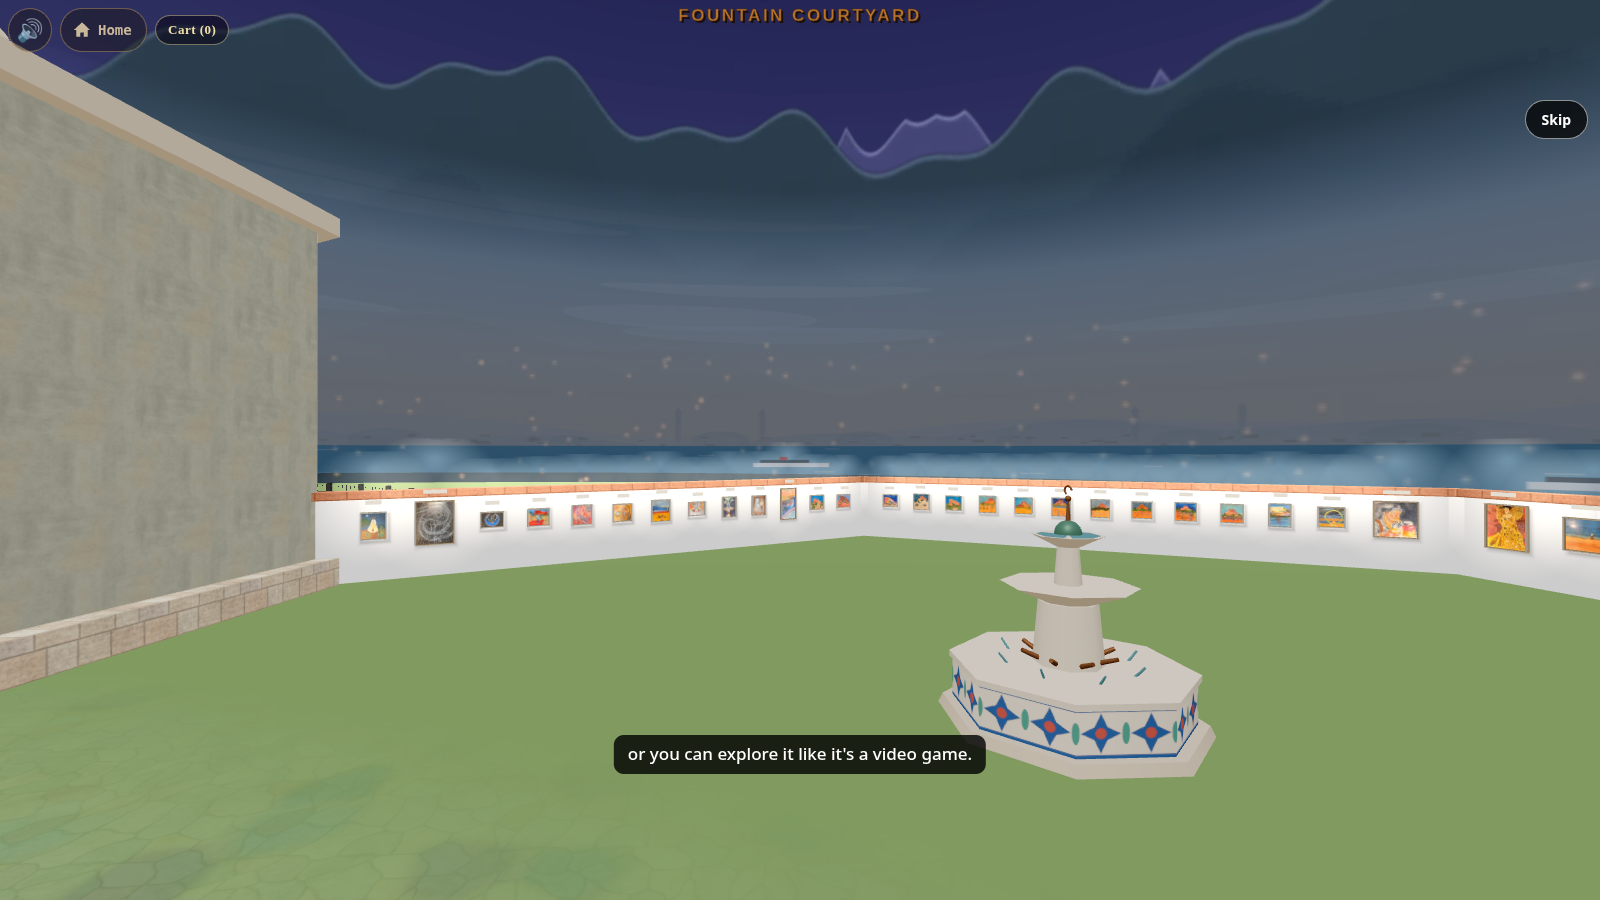 FOUNTAIN COURTYARD
Home
Cart (0)
Skip
or you can explore it like it's a video game.